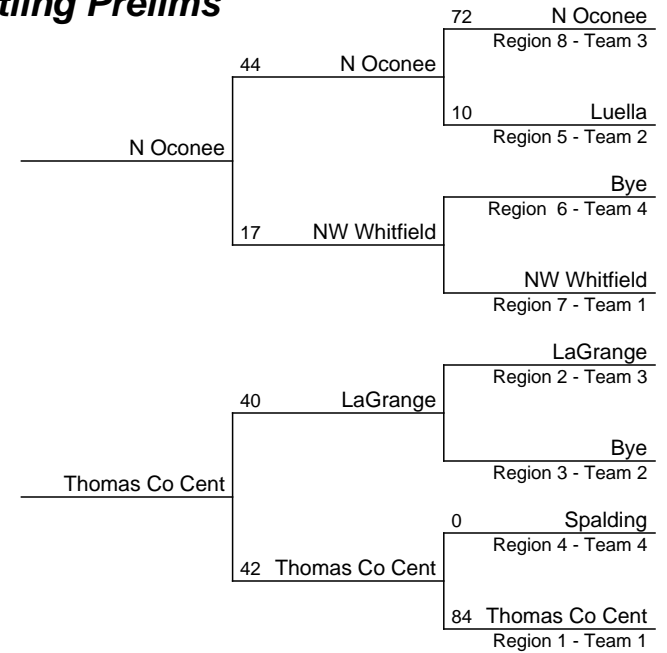 72 N Oconee
Region 8 - Team 3
44 N Oconee
10 Luella
Region 5 - Team 2
N Oconee
Bye
Region 6 - Team 4
17 NW Whitfield
NW Whitfield
Region 7 - Team 1
LaGrange
Region 2 - Team 3
40 LaGrange
Bye
Region 3 - Team 2
Thomas Co Cent
0 Spalding
Region 4 - Team 4
42 Thomas Co Cent
84 Thomas Co Cent
Region 1 - Team 1